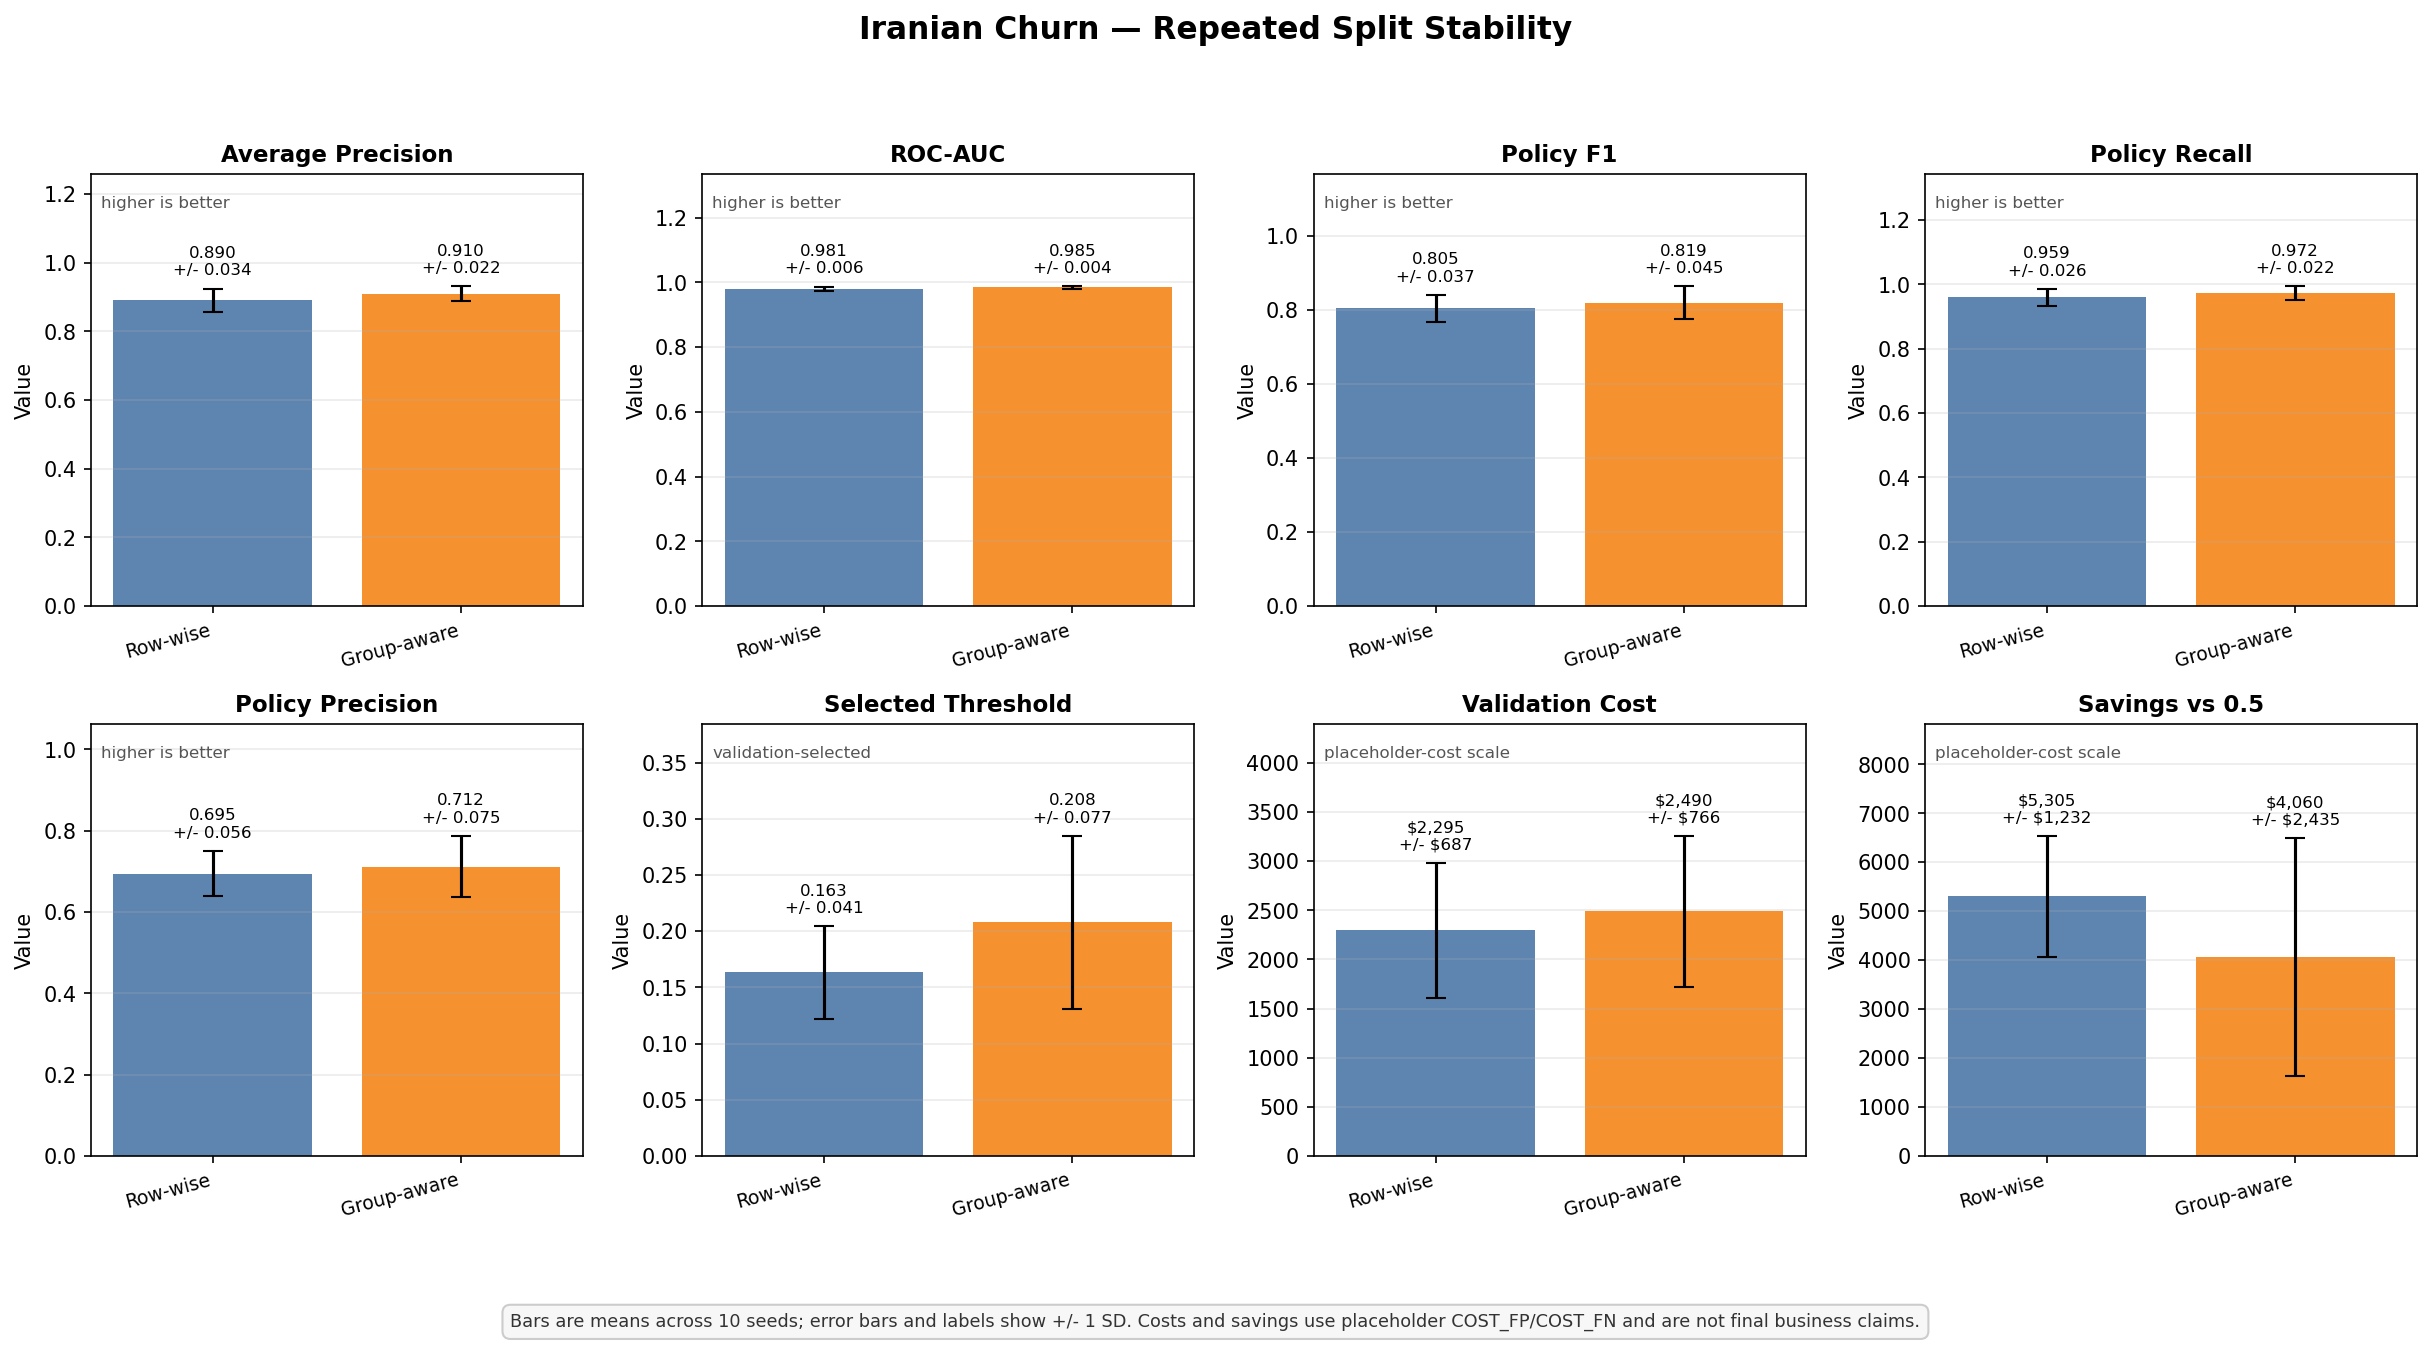 Iranian Churn — Repeated Split Stability
Average Precision
higher is better
0.890
+/- 0.034
0.910
+/- 0.022
Value
1.2
1.0
0.8
0.6
0.4
0.2
0.0
Row-wise
Group-aware
ROC-AUC
higher is better
0.981
+/- 0.006
0.985
+/- 0.004
Value
1.2
1.0
0.8
0.6
0.4
0.2
0.0
Row-wise
Group-aware
Policy F1
higher is better
0.805
+/- 0.037
0.819
+/- 0.045
Value
1.0
0.8
0.6
0.4
0.2
0.0
Row-wise
Group-aware
Policy Recall
higher is better
0.959
+/- 0.026
0.972
+/- 0.022
Value
1.2
1.0
0.8
0.6
0.4
0.2
0.0
Row-wise
Group-aware
Policy Precision
higher is better
0.695
+/- 0.056
0.712
+/- 0.075
Value
1.0
0.8
0.6
0.4
0.2
0.0
Row-wise
Group-aware
Selected Threshold
validation-selected
0.163
+/- 0.041
0.208
+/- 0.077
Value
0.35
0.30
0.25
0.20
0.15
0.10
0.05
0.00
Row-wise
Group-aware
Validation Cost
placeholder-cost scale
$2,295
+/- $687
$2,490
+/- $766
Value
4000
3500
3000
2500
2000
1500
1000
500
0
Row-wise
Group-aware
Savings vs 0.5
placeholder-cost scale
$5,305
+/- $1,232
$4,060
+/- $2,435
Value
8000
7000
6000
5000
4000
3000
2000
1000
0
Row-wise
Group-aware
Bars are means across 10 seeds; error bars and labels show +/- 1 SD. Costs and savings use placeholder COST_FP/COST_FN and are not final business claims.